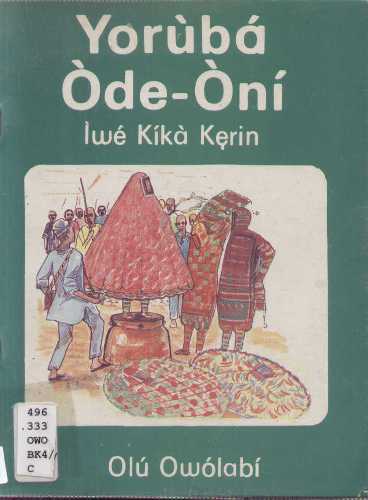 Yorùbá
Òde-Òní
Ìwé Kíkà Kẹrin
496
.333
OWO
BK4/
C
Olú Owólabí